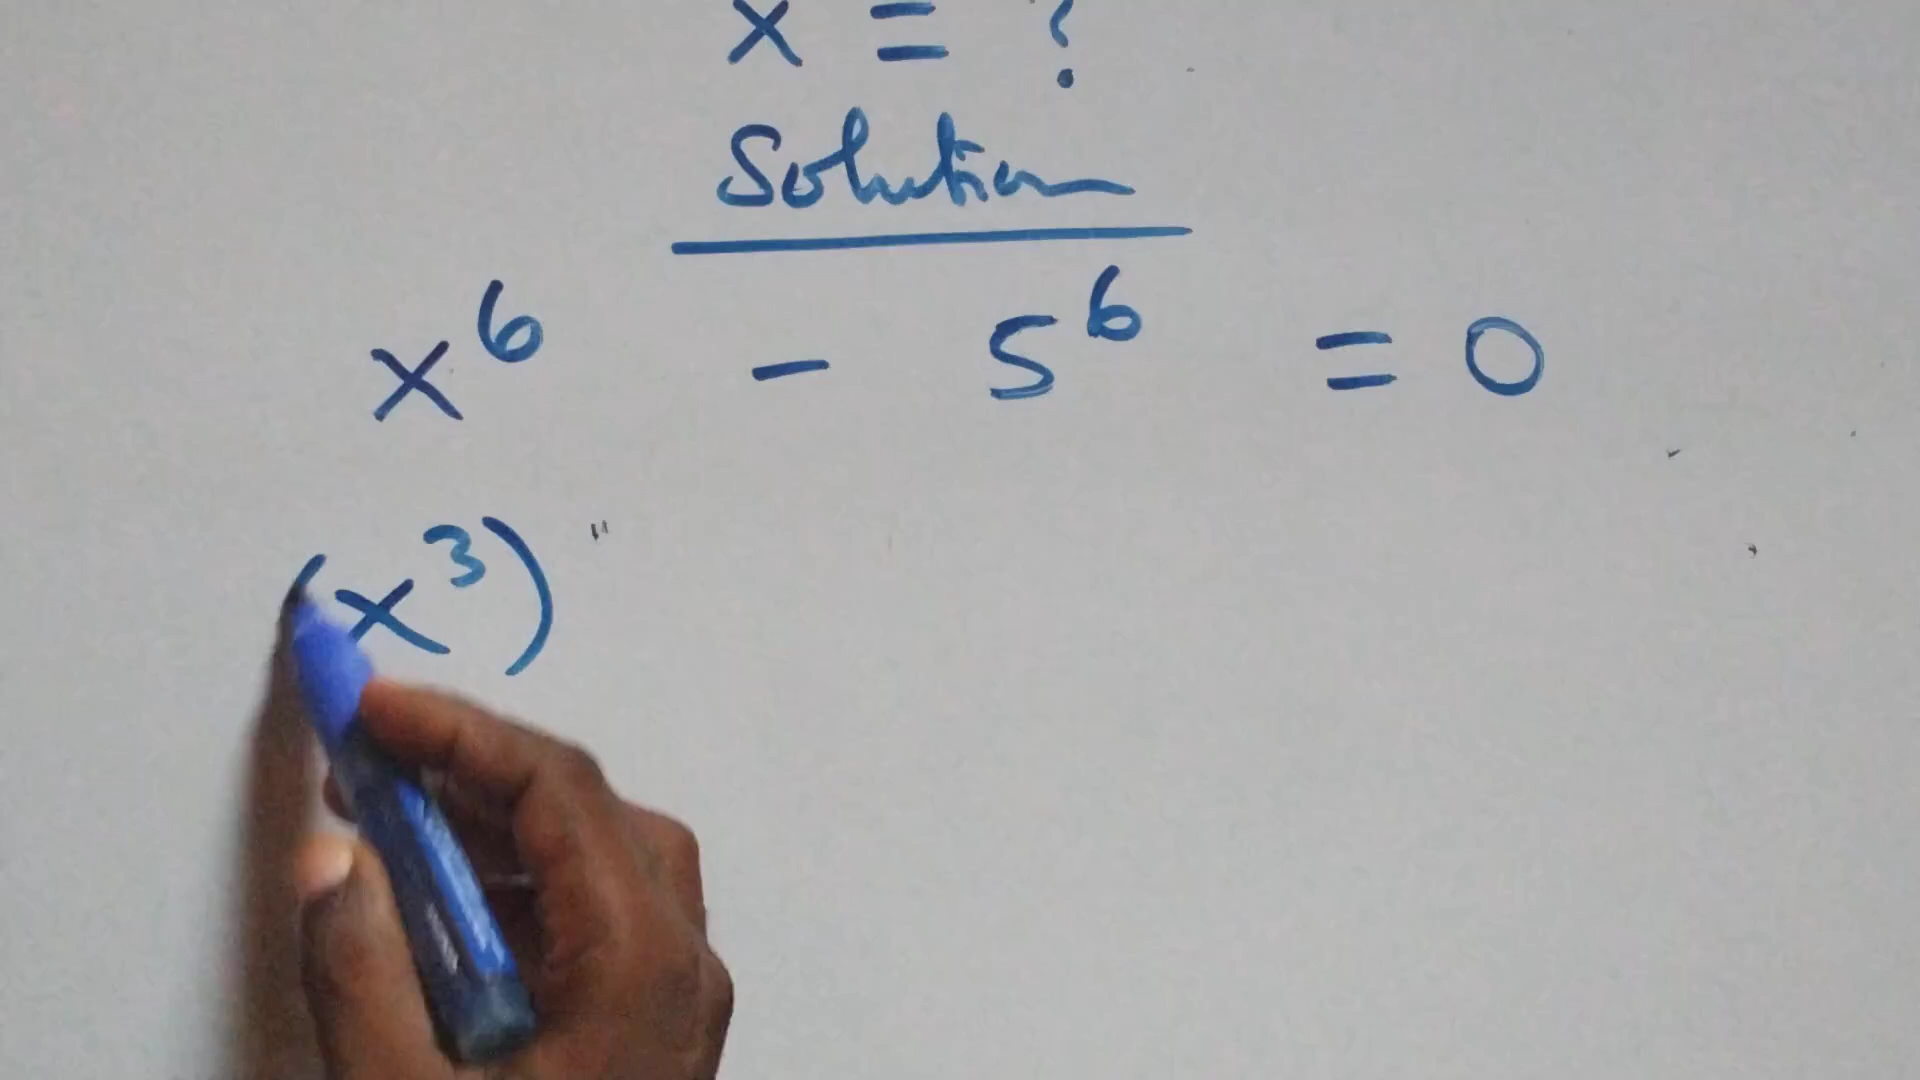 x = ?
Solution
x⁶ - 5⁶ = 0
(x³)